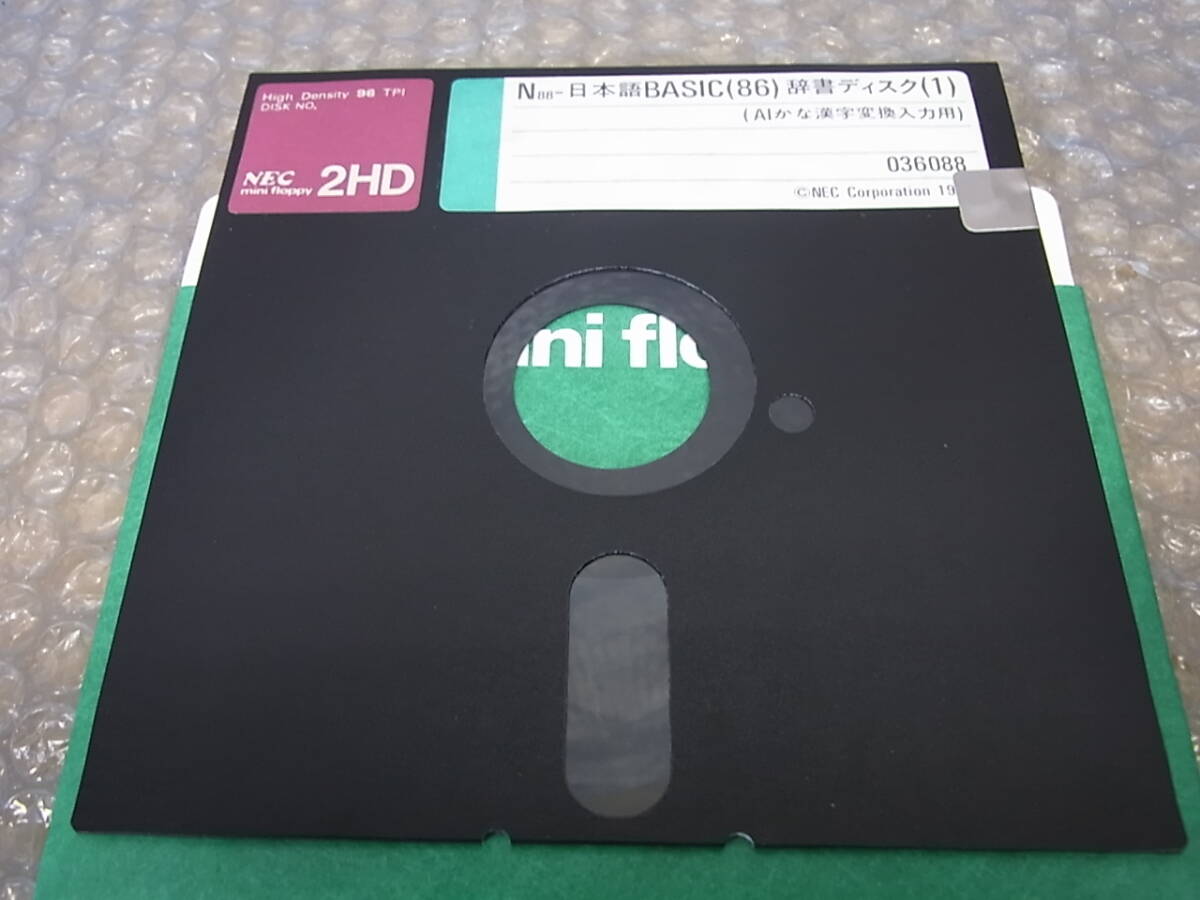 High Density 96 TPI
DISK NO.
NEC
mini floppy 2HD
N88-日本語BASIC(86) 辞書ディスク(1)
(AIかな漢字変換入力用)
036088
©NEC Corporation 19
ini flo